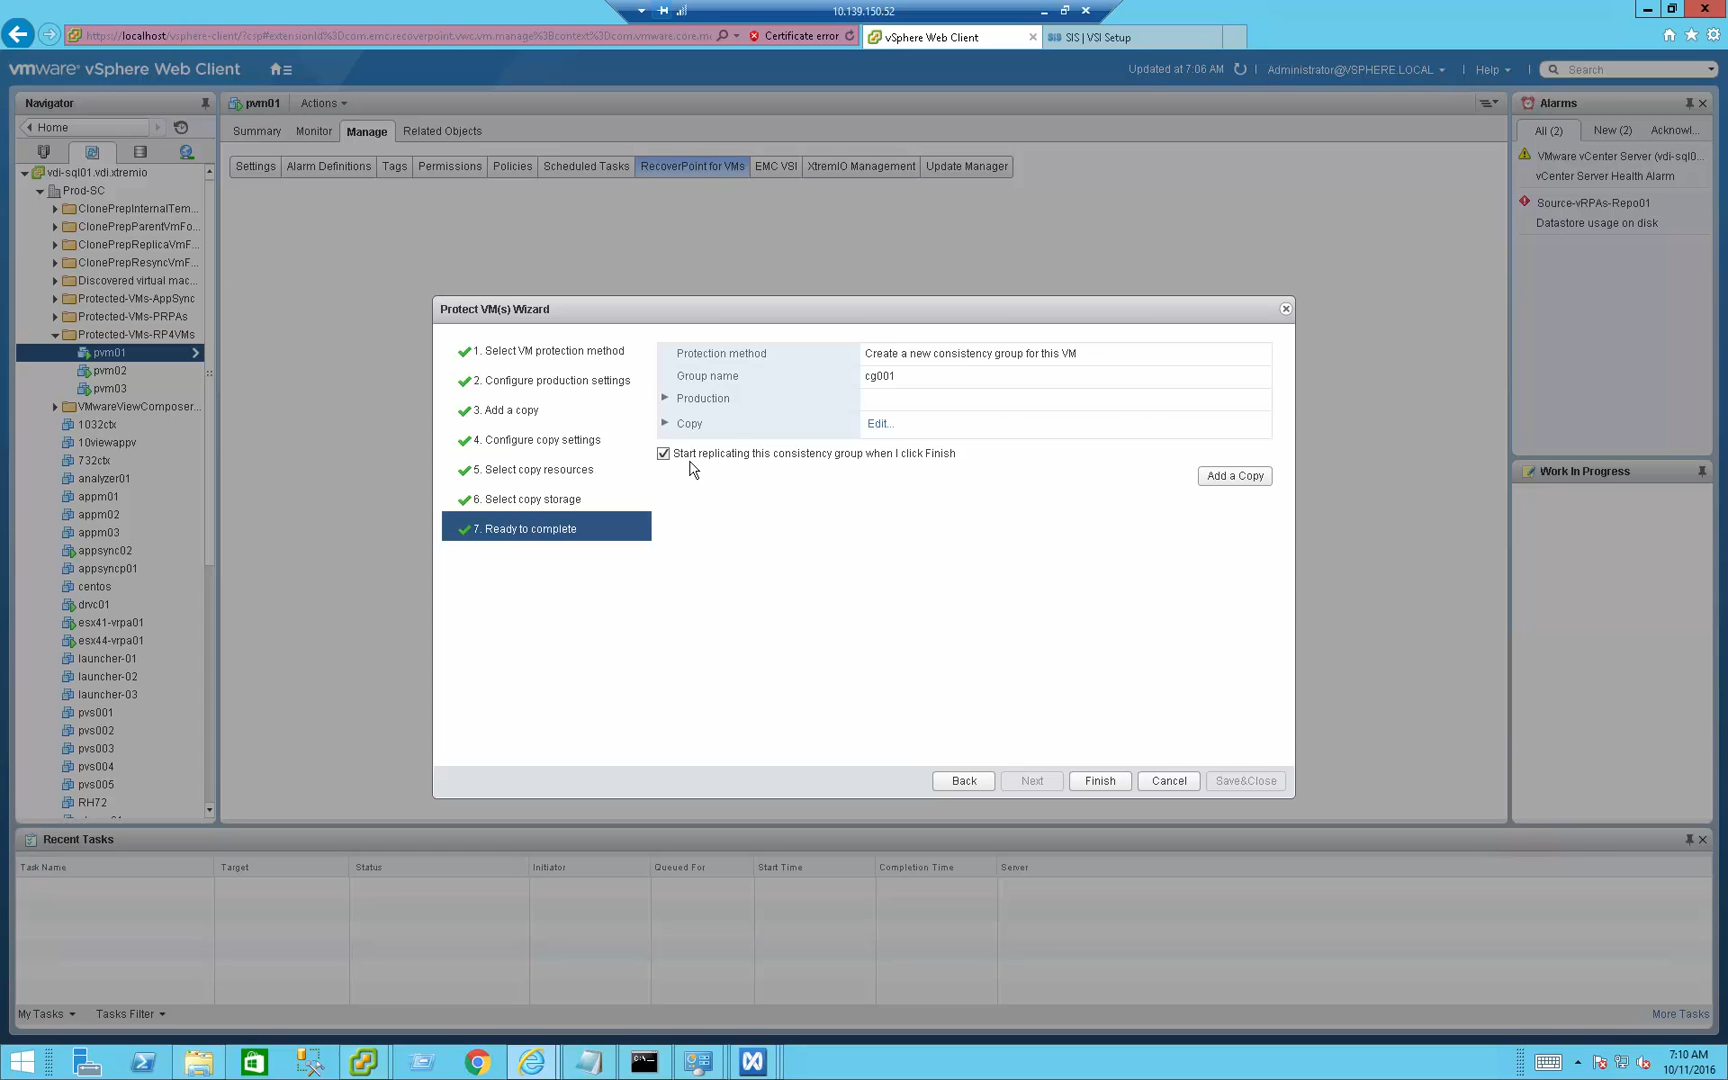 10.139.150.52
https://localhost/vsphere-client/?csp#extensionId%3Dcom.emc.recoverpoint.vwc.vm.manage%3Bcontext%3Dcom.vmware.core.mo
Certificate error
vSphere Web Client
SIS | VSI Setup
vmware® vSphere Web Client
Updated at 7:06 AM
Administrator@VSPHERE.LOCAL
Help
Search
Navigator
Home
vdi-sql01.vdi.xtremio
Prod-SC
ClonePrepInternalTem...
ClonePrepParentVmFo...
ClonePrepReplicaVmF...
ClonePrepResyncVmF...
Discovered virtual mac...
Protected-VMs-AppSync
Protected-VMs-PRPAs
Protected-VMs-RP4VMs
pvm01
pvm02
pvm03
VMwareViewComposer...
1032ctx
10viewappv
732ctx
analyzer01
appm01
appm02
appm03
appsync02
appsyncp01
centos
drvc01
esx41-vrpa01
esx44-vrpa01
launcher-01
launcher-02
launcher-03
pvs001
pvs002
pvs003
pvs004
pvs005
RH72
pvm01 Actions
Summary Monitor Manage Related Objects
Settings Alarm Definitions Tags Permissions Policies Scheduled Tasks RecoverPoint for VMs EMC VSI XtremIO Management Update Manager
Protect VM(s) Wizard
1. Select VM protection method
2. Configure production settings
3. Add a copy
4. Configure copy settings
5. Select copy resources
6. Select copy storage
7. Ready to complete
Protection method Create a new consistency group for this VM
Group name cg001
Production
Copy Edit...
Start replicating this consistency group when I click Finish
Add a Copy
Back Next Finish Cancel Save&Close
Alarms
All (2) New (2) Acknowl...
VMware vCenter Server (vdi-sql0...
vCenter Server Health Alarm
Source-vRPAs-Repo01
Datastore usage on disk
Work In Progress
Recent Tasks
Task Name Target Status Initiator Queued For Start Time Completion Time Server
My Tasks Tasks Filter More Tasks
7:10 AM
10/11/2016